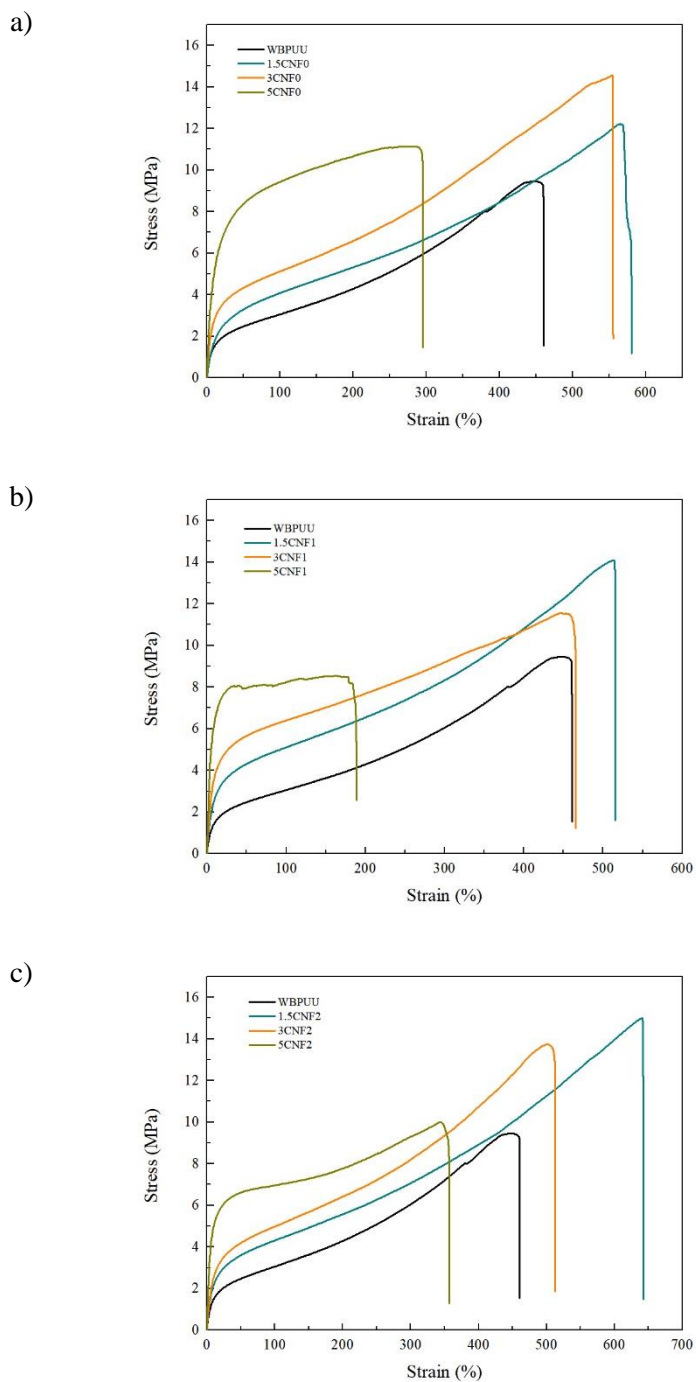 a)
16
14
12
10
8
6
4
2
0
Stress (MPa)
WBPUU
1.5CNF0
3CNF0
5CNF0
0 100 200 300 400 500 600
Strain (%)
b)
16
14
12
10
8
6
4
2
0
Stress (MPa)
WBPUU
1.5CNF1
3CNF1
5CNF1
0 100 200 300 400 500 600
Strain (%)
c)
16
14
12
10
8
6
4
2
0
Stress (MPa)
WBPUU
1.5CNF2
3CNF2
5CNF2
0 100 200 300 400 500 600 700
Strain (%)